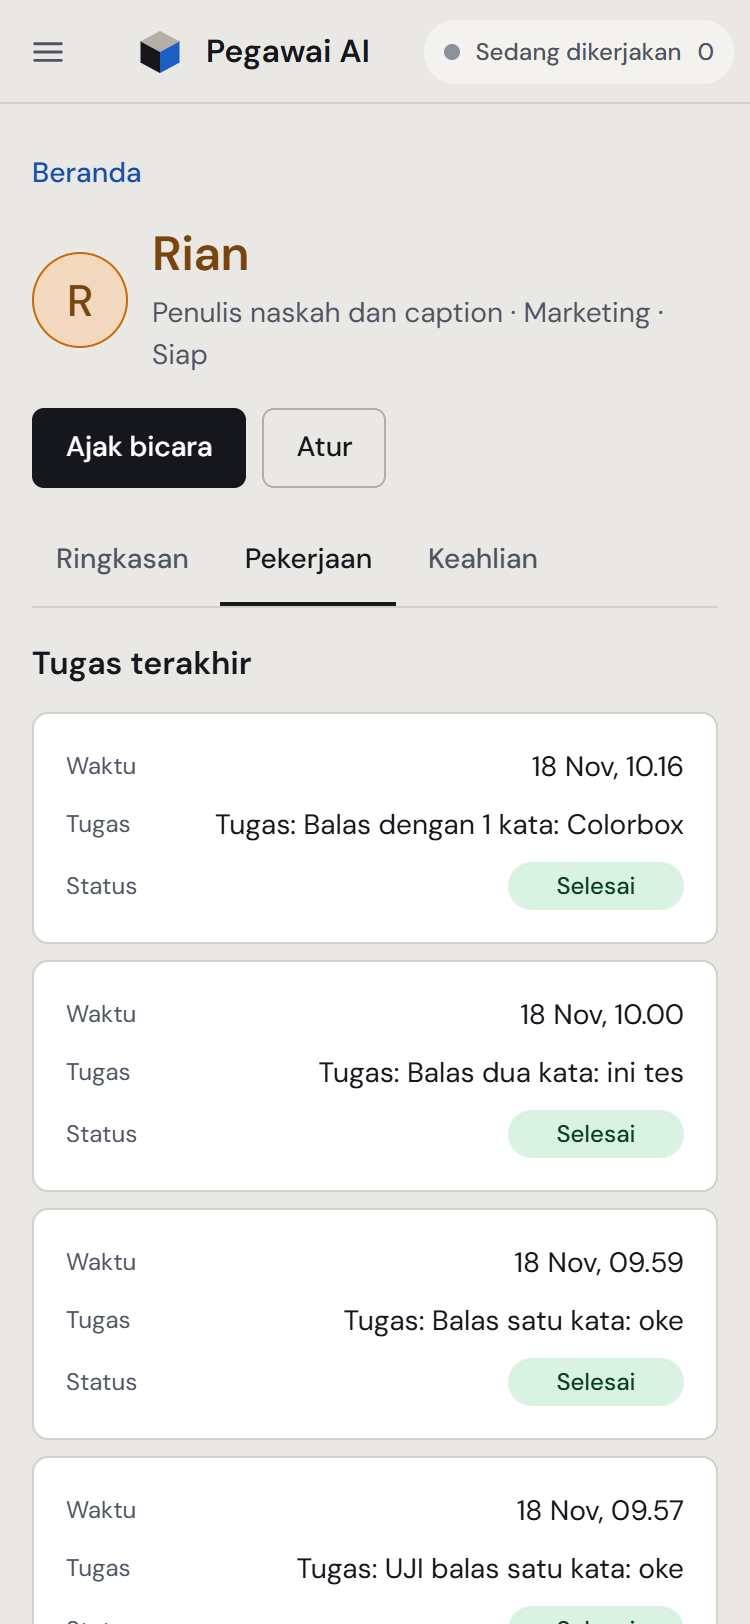 Pegawai AI
Sedang dikerjakan 0
Beranda
R
Rian
Penulis naskah dan caption · Marketing ·
Siap
Ajak bicara
Atur
Ringkasan
Pekerjaan
Keahlian
Tugas terakhir
Waktu 18 Nov, 10.16
Tugas Tugas: Balas dengan 1 kata: Colorbox
Status Selesai
Waktu 18 Nov, 10.00
Tugas Tugas: Balas dua kata: ini tes
Status Selesai
Waktu 18 Nov, 09.59
Tugas Tugas: Balas satu kata: oke
Status Selesai
Waktu 18 Nov, 09.57
Tugas Tugas: UJI balas satu kata: oke